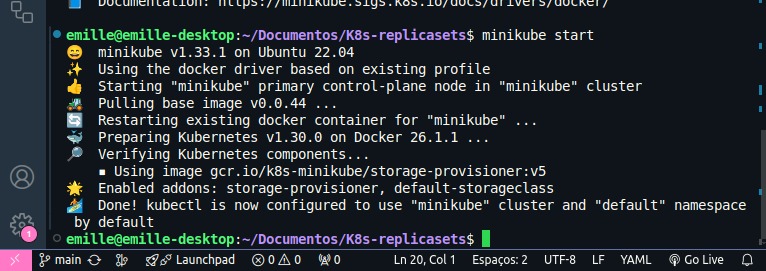 Documentation: https://minikube.sigs.k8s.io/docs/drivers/docker/
emille@emille-desktop:~/Documentos/K8s-replicasets$ minikube start
😄 minikube v1.33.1 on Ubuntu 22.04
✨ Using the docker driver based on existing profile
👍 Starting "minikube" primary control-plane node in "minikube" cluster
🚜 Pulling base image v0.0.44 ...
🔄 Restarting existing docker container for "minikube" ...
🐳 Preparing Kubernetes v1.30.0 on Docker 26.1.1 ...
🔎 Verifying Kubernetes components...
▪ Using image gcr.io/k8s-minikube/storage-provisioner:v5
🌟 Enabled addons: storage-provisioner, default-storageclass
🏄 Done! kubectl is now configured to use "minikube" cluster and "default" namespace
by default
emille@emille-desktop:~/Documentos/K8s-replicasets$
1
main Launchpad 0 0 0 Ln 20, Col 1 Espaços: 2 UTF-8 LF YAML Go Live